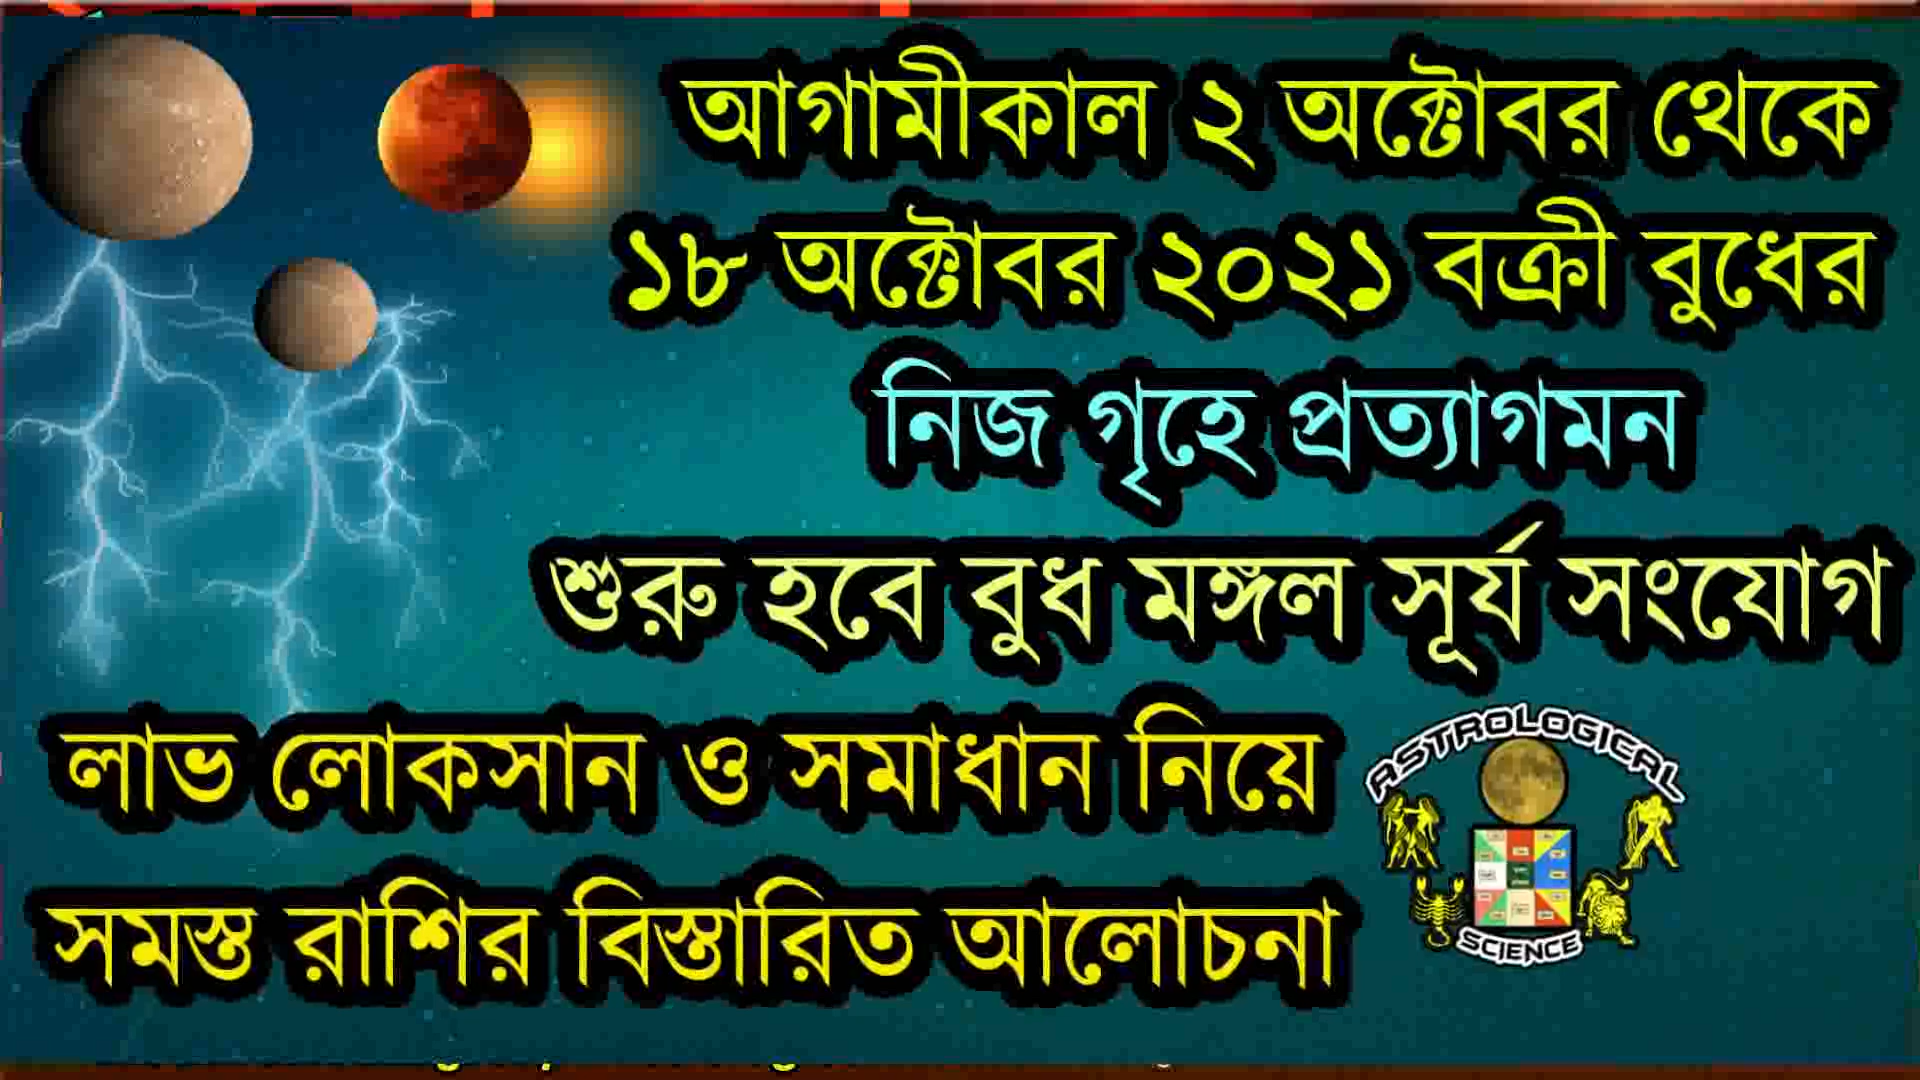 আগামীকাল ২ অক্টোবর থেকে
১৮ অক্টোবর ২০২১ বক্রী বুধের
নিজ গৃহে প্রত্যাগমন
শুরু হবে বুধ মঙ্গল সূর্য সংযোগ
লাভ লোকসান ও সমাধান নিয়ে
সমস্ত রাশির বিস্তারিত আলোচনা
ASTROLOGICAL
SCIENCE